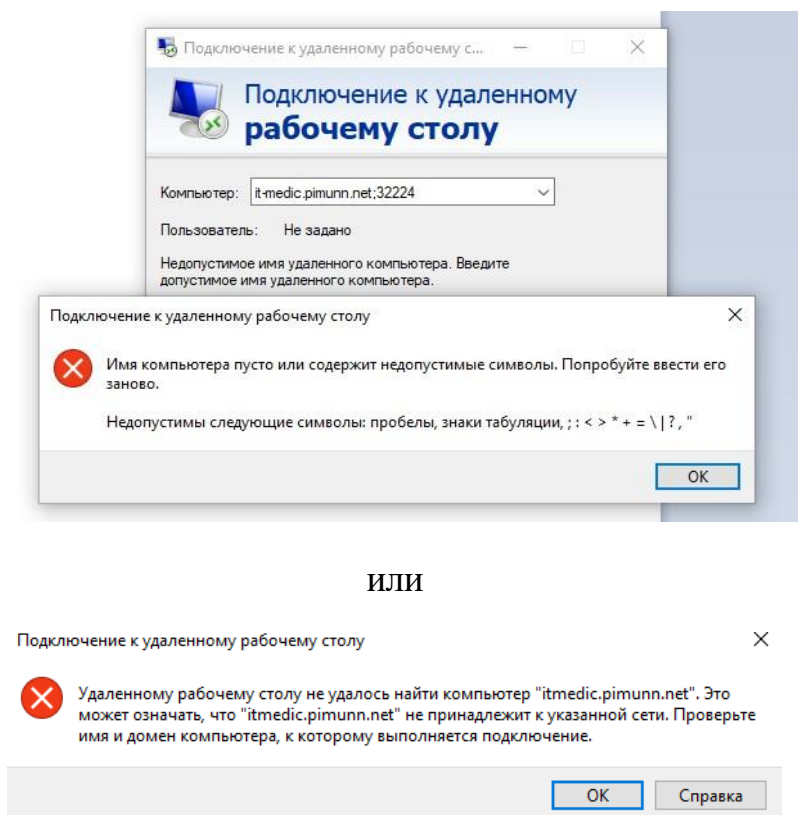 Подключение к удаленному рабочему с...
Подключение к удаленному
рабочему столу
Компьютер: it-medic.pimunn.net;32224
Пользователь: Не задано
Недопустимое имя удаленного компьютера. Введите
допустимое имя удаленного компьютера.
Подключение к удаленному рабочему столу
Имя компьютера пусто или содержит недопустимые символы. Попробуйте ввести его
заново.
Недопустимы следующие символы: пробелы, знаки табуляции, ; : < > * + = \ | ? , "
ОК
или
Подключение к удаленному рабочему столу
Удаленному рабочему столу не удалось найти компьютер "itmedic.pimunn.net". Это
может означать, что "itmedic.pimunn.net" не принадлежит к указанной сети. Проверьте
имя и домен компьютера, к которому выполняется подключение.
ОК Справка